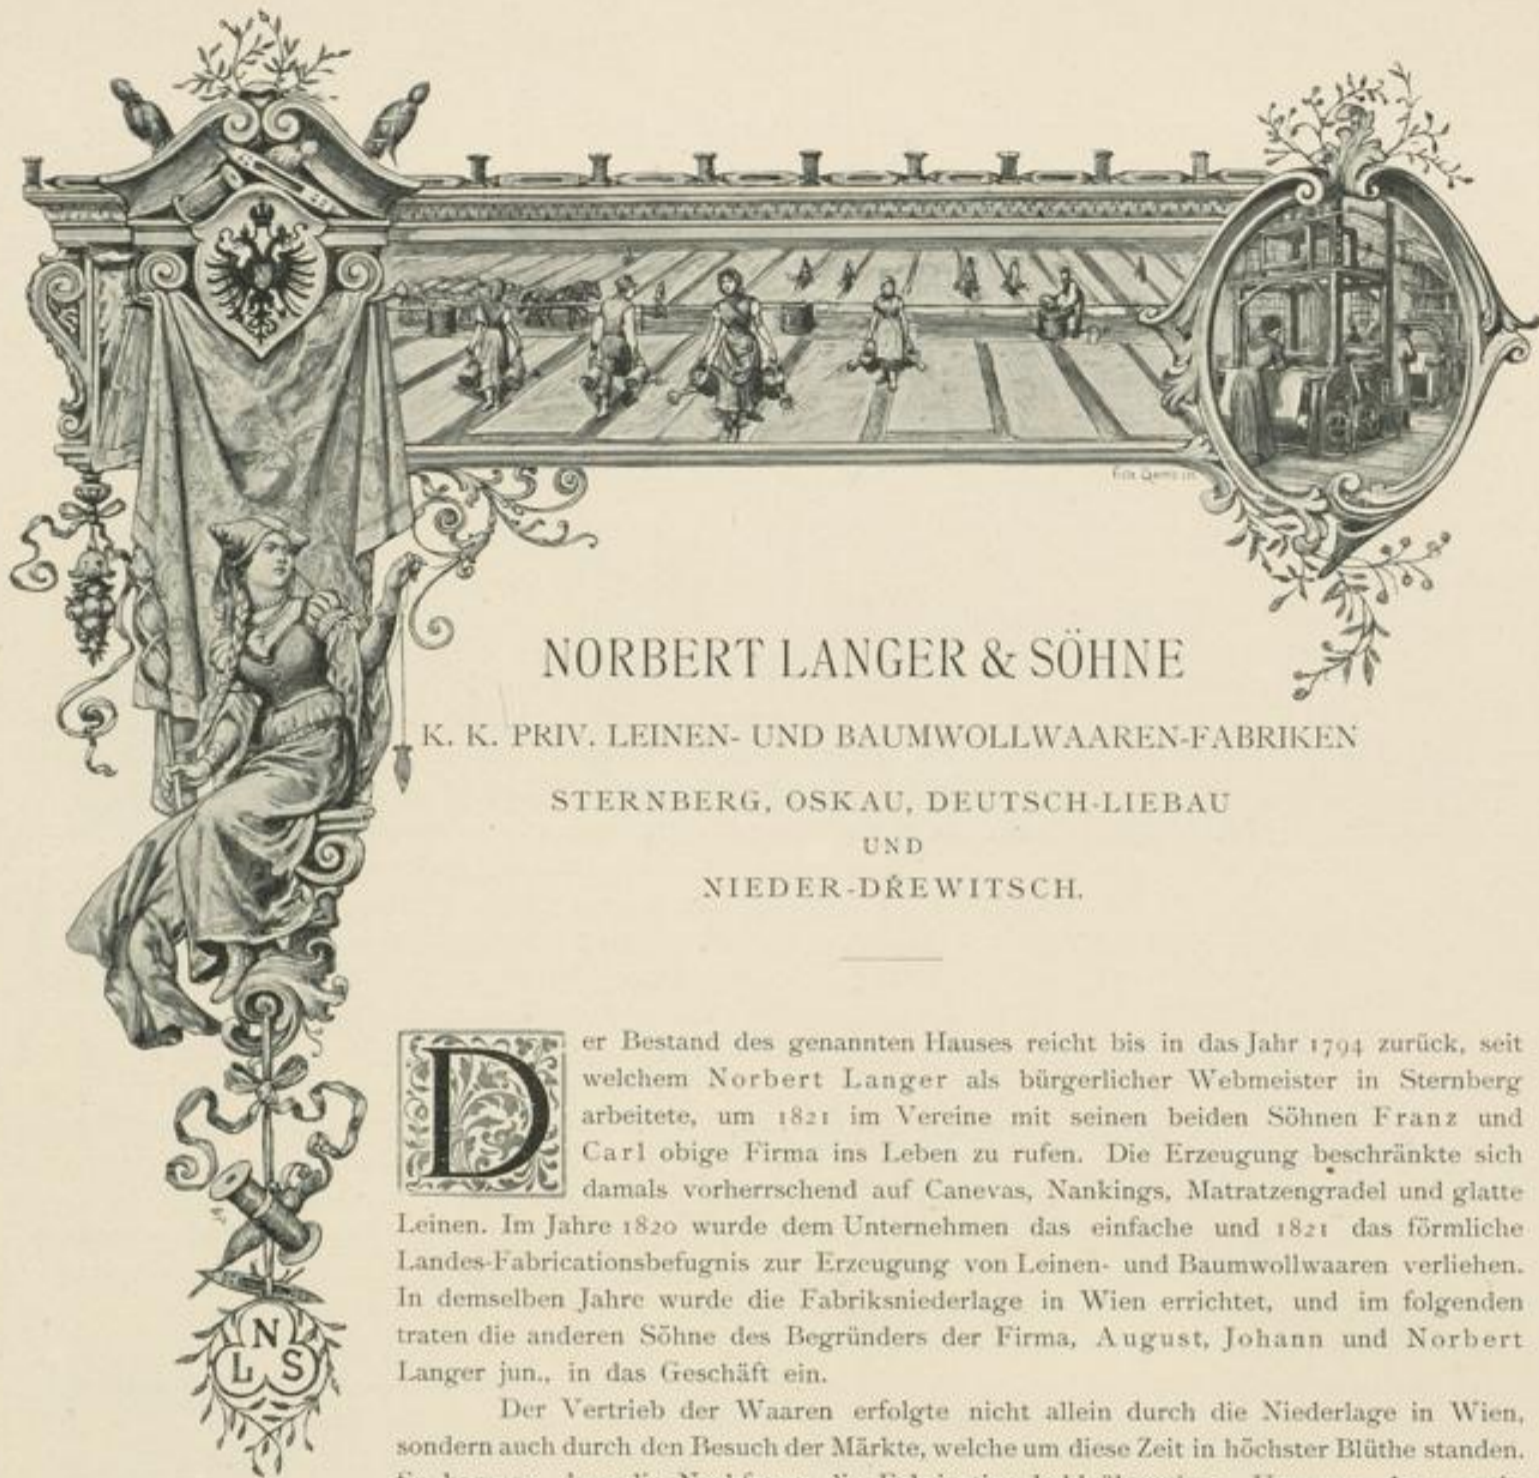 NORBERT LANGER & SÖHNE
K. K. PRIV. LEINEN- UND BAUMWOLLWAAREN-FABRIKEN
STERNBERG, OSKAU, DEUTSCH-LIEBAU
UND
NIEDER-DŘEWITSCH.
Der Bestand des genannten Hauses reicht bis in das Jahr 1794 zurück, seit
welchem Norbert Langer als bürgerlicher Webmeister in Sternberg
arbeitete, um 1821 im Vereine mit seinen beiden Söhnen Franz und
Carl obige Firma ins Leben zu rufen. Die Erzeugung beschränkte sich
damals vorherrschend auf Canevas, Nankings, Matratzengradel und glatte
Leinen. Im Jahre 1820 wurde dem Unternehmen das einfache und 1821 das förmliche
Landes-Fabricationsbefugnis zur Erzeugung von Leinen- und Baumwollwaaren verliehen.
In demselben Jahre wurde die Fabriksniederlage in Wien errichtet, und im folgenden
traten die anderen Söhne des Begründers der Firma, August, Johann und Norbert
Langer jun., in das Geschäft ein.
Der Vertrieb der Waaren erfolgte nicht allein durch die Niederlage in Wien,
sondern auch durch den Besuch der Märkte, welche um diese Zeit in höchster Blüthe standen.
N
L S